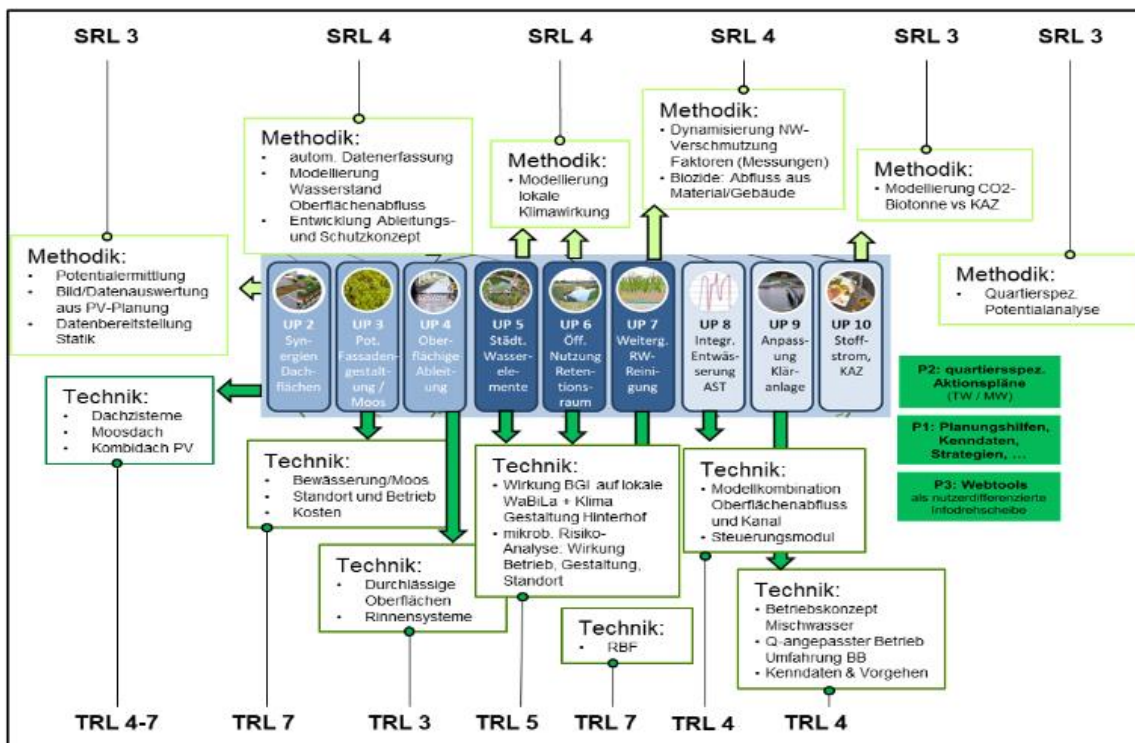 SRL 3
SRL 4
SRL 4
SRL 4
SRL 3
SRL 3
Methodik:
• autom. Datenerfassung
• Modellierung
Wasserstand
Oberflächenabfluss
• Entwicklung Ableitungs-
und Schutzkonzept
Methodik:
• Modellierung
lokale
Klimawirkung
Methodik:
• Dynamisierung NW-
Verschmutzung
Faktoren (Messungen)
• Biozide: Abfluss aus
Material/Gebäude
Methodik:
• Modellierung CO2-
Biotonne vs KAZ
Methodik:
• Potentialermittlung
• Bild/Datenauswertung
aus PV-Planung
• Datenbereitstellung
Statik
Methodik:
• Quartierspez.
Potentialanalyse
UP 2
Syn-
ergien
Dach-
flächen
UP 3
Pot.
Fassaden-
gestaltung /
Moos
UP 4
Ober-
flächige
Ableit-
ung
UP 5
Städt.
Wasser-
elemente
UP 6
Öff.
Nutzung
Retentions-
raum
UP 7
Weiterg.
RW-
Reini-
gung
UP 8
Integr.
Entwäs-
serung
AST
UP 9
Anpas-
sung
Klär-
anlage
UP 10
Stoff-
strom,
KAZ
P2: quartiersspez.
Aktionspläne
(TW / MW)
P1: Planungshilfen,
Kenndaten,
Strategien, ...
P3: Webtools
als nutzerdifferenzierte
Infodrehscheibe
Technik:
• Dachzisterne
• Moosdach
• Kombidach PV
Technik:
• Bewässerung/Moos
• Standort und Betrieb
• Kosten
Technik:
• Durchlässige
Oberflächen
• Rinnensysteme
Technik:
• Wirkung BGI auf lokale
WaBiLa + Klima
Gestaltung Hinterhof
• mikrob. Risiko-
Analyse: Wirkung
Betrieb, Gestaltung,
Standort
Technik:
• RBF
Technik:
• Modellkombination
Oberflächenabfluss
und Kanal
• Steuerungsmodul
Technik:
• Betriebskonzept
Mischwasser
• Q-angepasster Betrieb
Umfahrung BB
• Kenndaten & Vorgehen
TRL 4-7
TRL 7
TRL 3
TRL 5
TRL 7
TRL 4
TRL 4